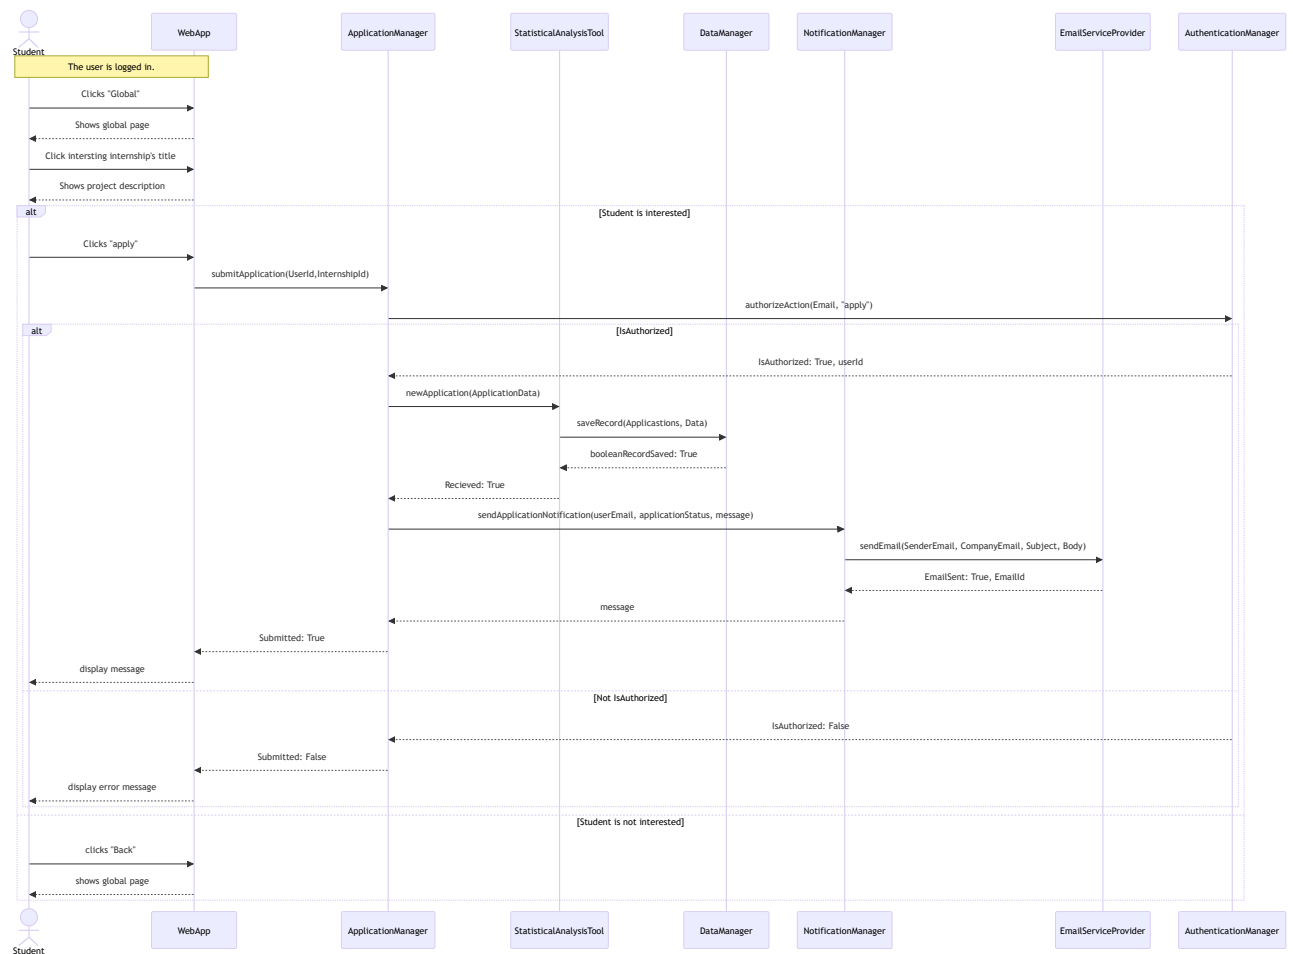 Student
WebApp
ApplicationManager
StatisticalAnalysisTool
DataManager
NotificationManager
EmailServiceProvider
AuthenticationManager
The user is logged in.
Clicks "Global"
Shows global page
Click intersting internship's title
Shows project description
alt
[Student is interested]
Clicks "apply"
submitApplication(UserId,InternshipId)
authorizeAction(Email, "apply")
alt
[IsAuthorized]
IsAuthorized: True, userId
newApplication(ApplicationData)
saveRecord(Applicastions, Data)
booleanRecordSaved: True
Recieved: True
sendApplicationNotification(userEmail, applicationStatus, message)
sendEmail(SenderEmail, CompanyEmail, Subject, Body)
EmailSent: True, EmailId
message
Submitted: True
display message
[Not IsAuthorized]
IsAuthorized: False
Submitted: False
display error message
[Student is not interested]
clicks "Back"
shows global page
Student
WebApp
ApplicationManager
StatisticalAnalysisTool
DataManager
NotificationManager
EmailServiceProvider
AuthenticationManager